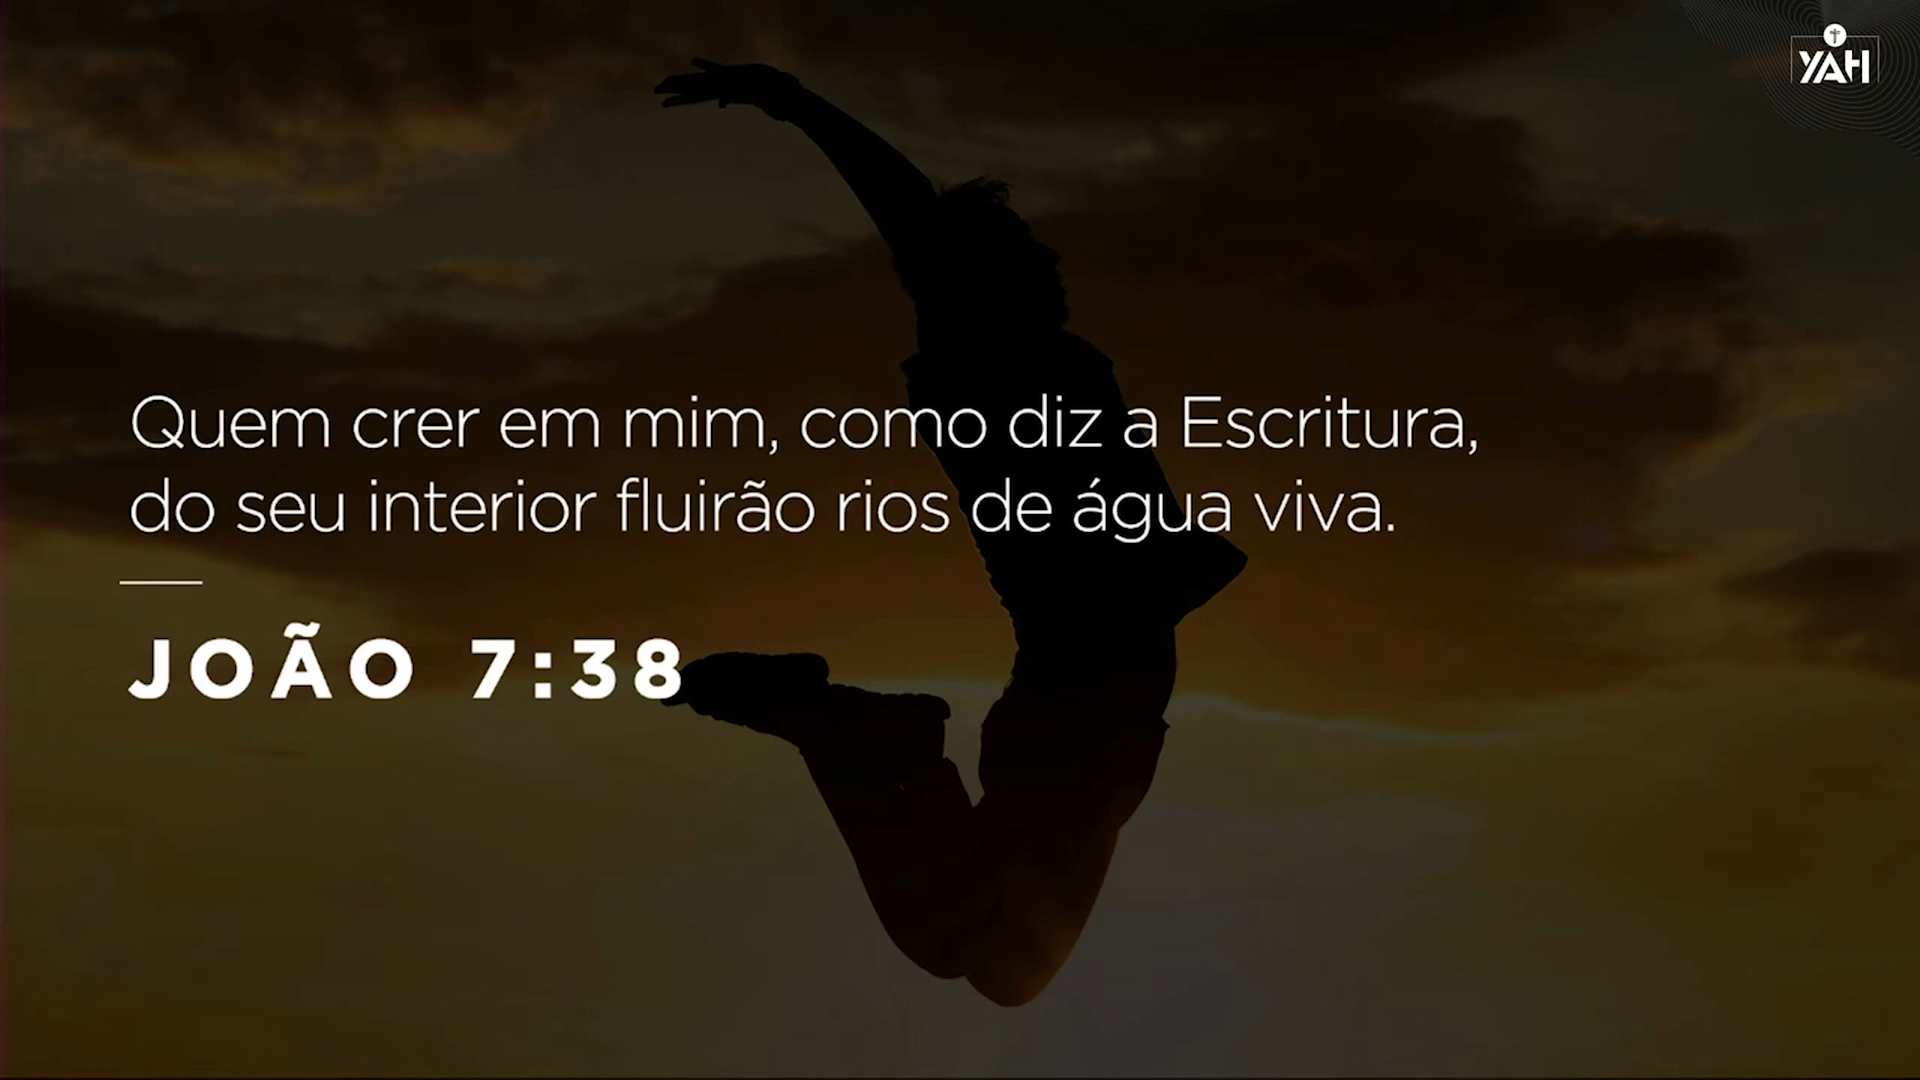 YAH
Quem crer em mim, como diz a Escritura,
do seu interior fluirão rios de água viva.
JOÃO 7:38